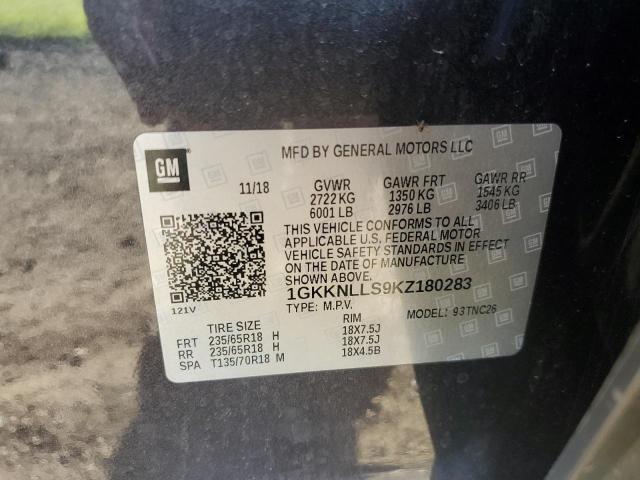 GM
MFD BY GENERAL MOTORS LLC
11/18 GVWR GAWR FRT GAWR RR
2722 KG 1350 KG 1545 KG
6001 LB 2976 LB 3406 LB
THIS VEHICLE CONFORMS TO ALL
APPLICABLE U.S. FEDERAL MOTOR
VEHICLE SAFETY STANDARDS IN EFFECT
ON THE DATE OF MANUFACTURE
SHOWN ABOVE.
1GKKNLLS9KZ180283
121V TYPE: M.P.V. MODEL: 93TNC26
TIRE SIZE RIM
FRT 235/65R18 H 18X7.5J
RR 235/65R18 H 18X7.5J
SPA T135/70R18 M 18X4.5B